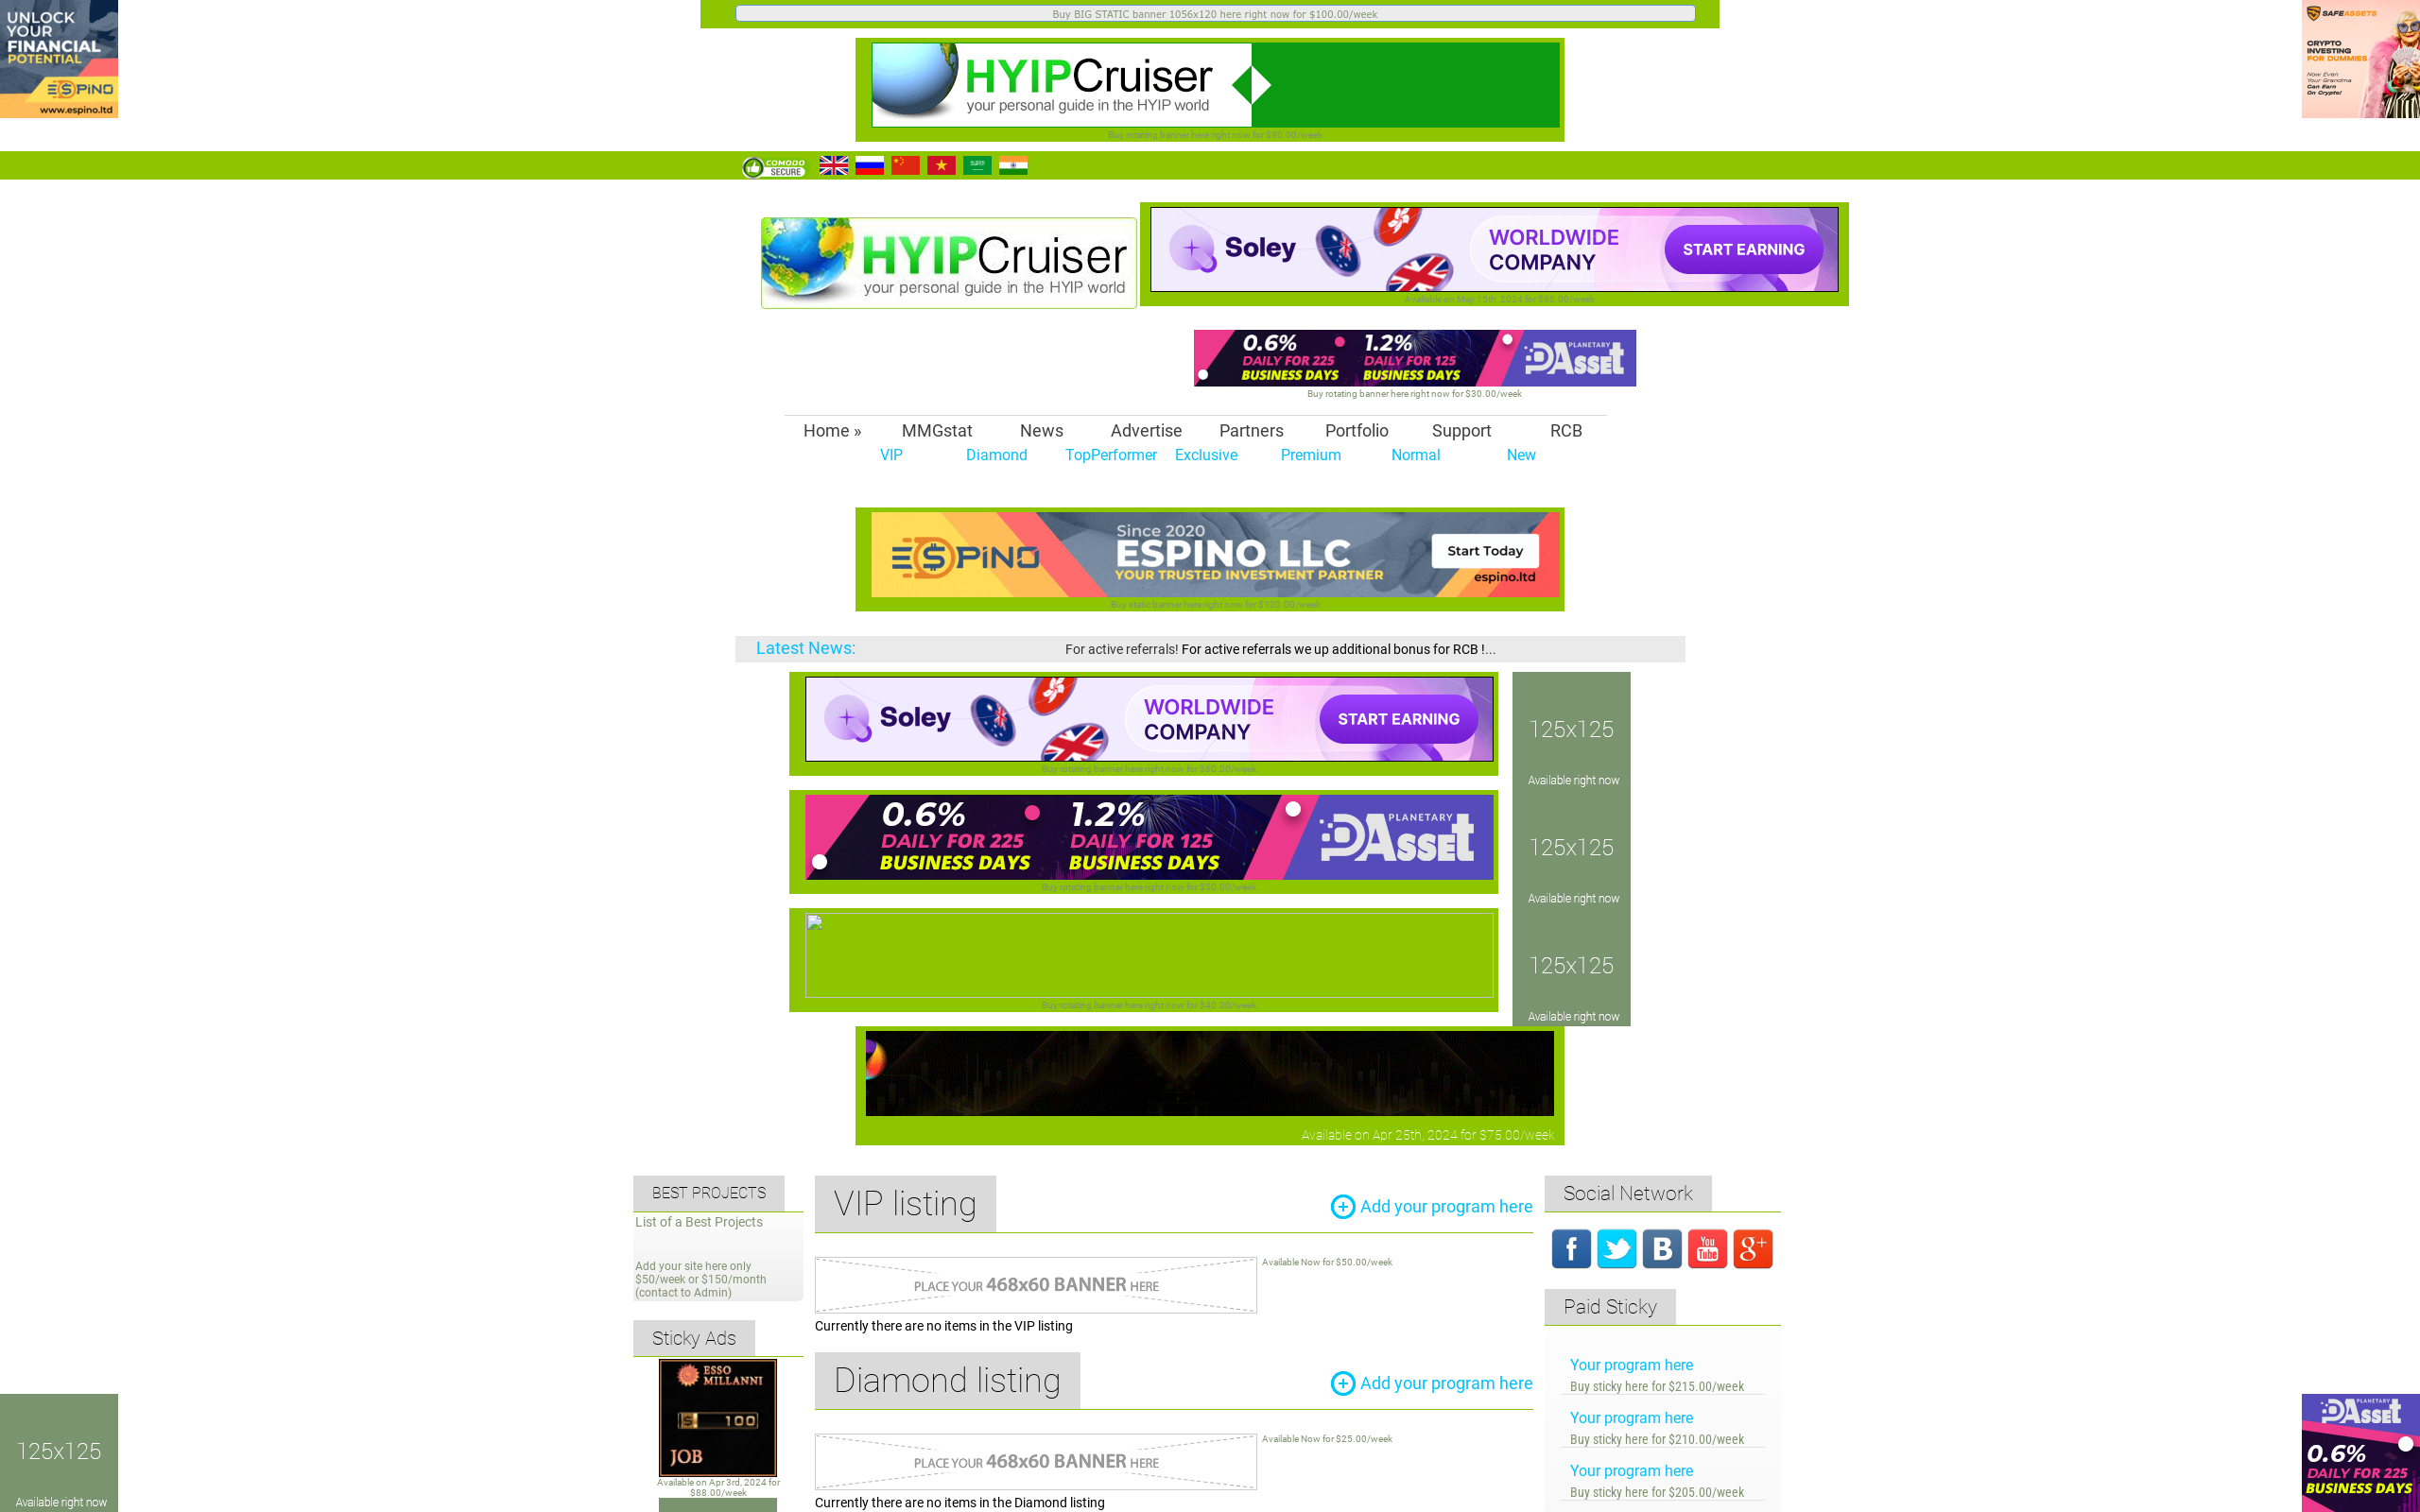 UNLOCK
YOUR
FINANCIAL
POTENTIAL
ESPINO
www.espino.ltd
Buy BIG STATIC banner 1056x120 here right now for $100.00/week
SAFEASSETS
CRYPTO
INVESTING
FOR DUMMIES
Now Even
Your Grandma
Can Earn
On Crypto!
HYIPCruiser
your personal guide in the HYIP world
Buy rotating banner here right now for $90.00/week
COMODO
SECURE
HYIPCruiser
your personal guide in the HYIP world
Soley
WORLDWIDE
COMPANY
START EARNING
Available on May 13th, 2024 for $90.00/week
0.6%
DAILY FOR 225
BUSINESS DAYS
1.2%
DAILY FOR 125
BUSINESS DAYS
PLANETARY
Asset
Buy rotating banner here right now for $30.00/week
Home » MMGstat News Advertise Partners Portfolio Support RCB
VIP Diamond TopPerformer Exclusive Premium Normal New
ESPINO
Since 2020
ESPINO LLC
YOUR TRUSTED INVESTMENT PARTNER
Start Today
espino.ltd
Buy static banner here right now for $100.00/week
Latest News: For active referrals! For active referrals we up additional bonus for RCB !...
Soley
WORLDWIDE
COMPANY
START EARNING
Buy rotating banner here right now for $60.00/week
125x125
Available right now
0.6%
DAILY FOR 225
BUSINESS DAYS
1.2%
DAILY FOR 125
BUSINESS DAYS
PLANETARY
Asset
Buy rotating banner here right now for $50.00/week
125x125
Available right now
Buy rotating banner here right now for $40.00/week
125x125
Available right now
Available on Apr 25th, 2024 for $75.00/week
BEST PROJECTS
List of a Best Projects
Add your site here only
$50/week or $150/month
(contact to Admin)
Sticky Ads
ESSO
MILLANNI
$ 100
JOB
Available on Apr 3rd, 2024 for
$88.00/week
VIP listing
Add your program here
PLACE YOUR 468x60 BANNER HERE
Available Now for $50.00/week
Currently there are no items in the VIP listing
Diamond listing
Add your program here
PLACE YOUR 468x60 BANNER HERE
Available Now for $25.00/week
Currently there are no items in the Diamond listing
Social Network
f
B
You
Tube
g+
Paid Sticky
Your program here
Buy sticky here for $215.00/week
Your program here
Buy sticky here for $210.00/week
Your program here
Buy sticky here for $205.00/week
125x125
Available right now
PLANETARY
Asset
0.6%
DAILY FOR 225
BUSINESS DAYS